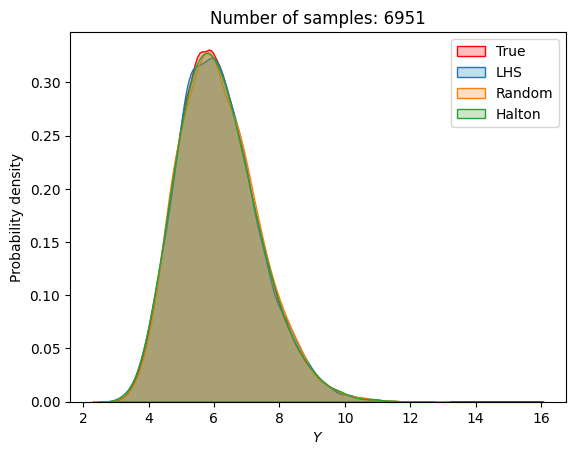 Number of samples: 6951
True
LHS
Random
Halton
Probability density
0.30
0.25
0.20
0.15
0.10
0.05
0.00
2 4 6 8 10 12 14 16
Y